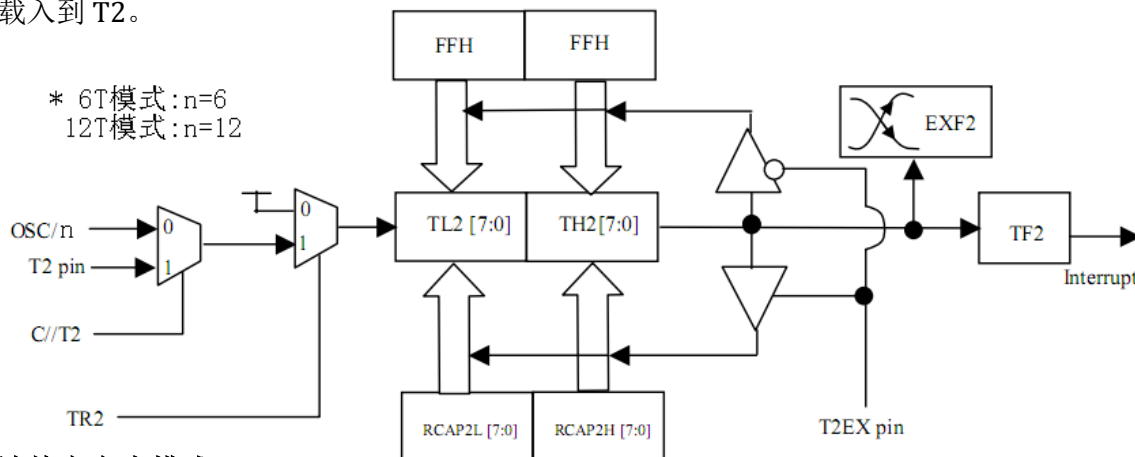 载入到 T2。
FFH
FFH
* 6T模式:n=6
12T模式:n=12
EXF2
0
OSC/n
0
TL2 [7:0]
TH2[7:0]
TF2
1
T2 pin
1
Interrupt
C//T2
TR2
RCAP2L [7:0]
RCAP2H [7:0]
T2EX pin